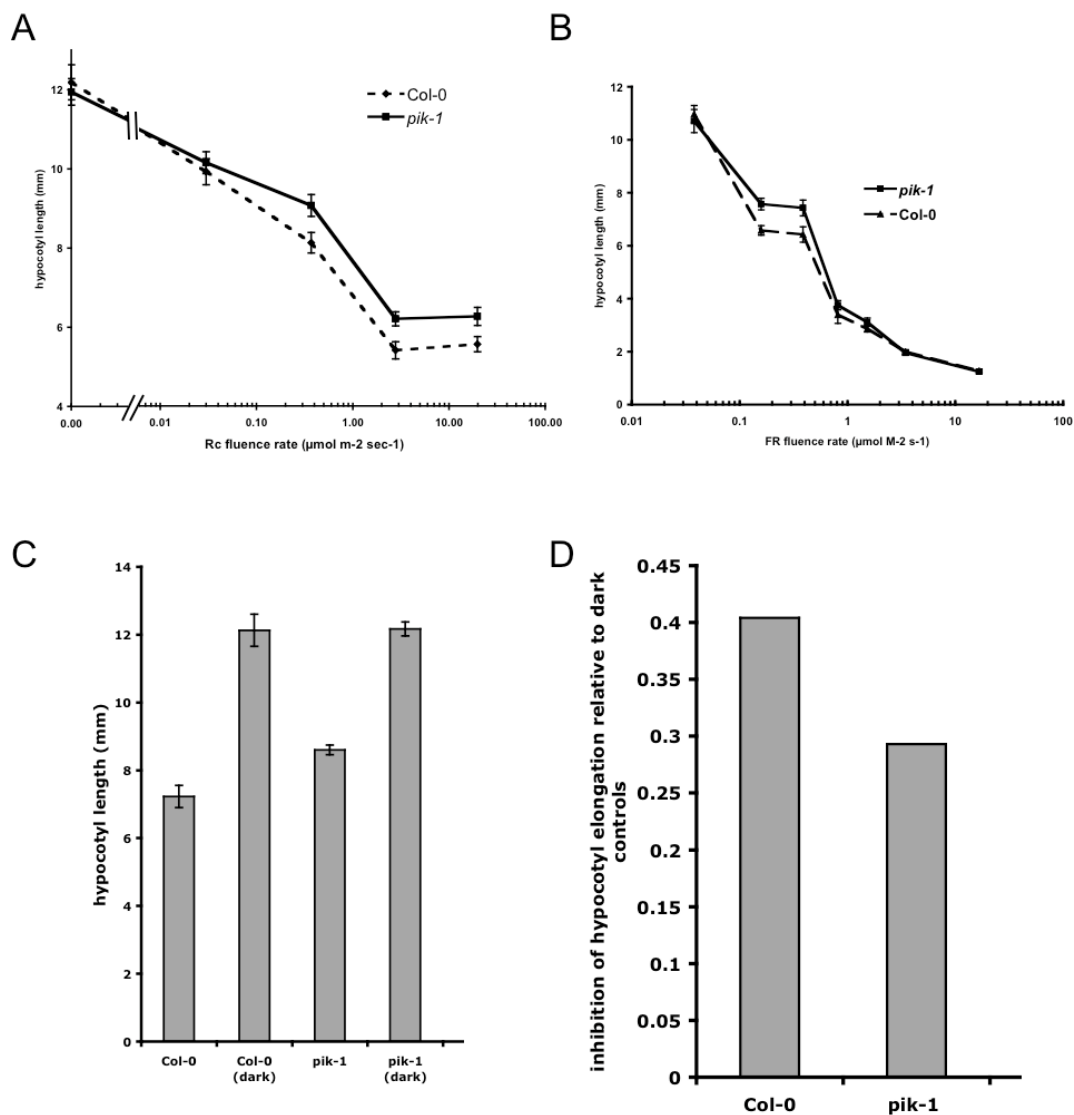 A
12
10
8
6
4
hypocotyl length (mm)
Col-0
pik-1
0.00
0.01
0.10
1.00
10.00
100.00
Rc fluence rate (µmol m-2 sec-1)
B
12
10
8
6
4
2
0
hypocotyl length (mm)
pik-1
Col-0
0.01
0.1
1
10
100
FR fluence rate (µmol M-2 s-1)
C
14
12
10
8
6
4
2
0
hypocotyl length (mm)
Col-0
Col-0
(dark)
pik-1
pik-1
(dark)
D
0.45
0.4
0.35
0.3
0.25
0.2
0.15
0.1
0.05
0
inhibition of hypocotyl elongation relative to dark
controls
Col-0
pik-1